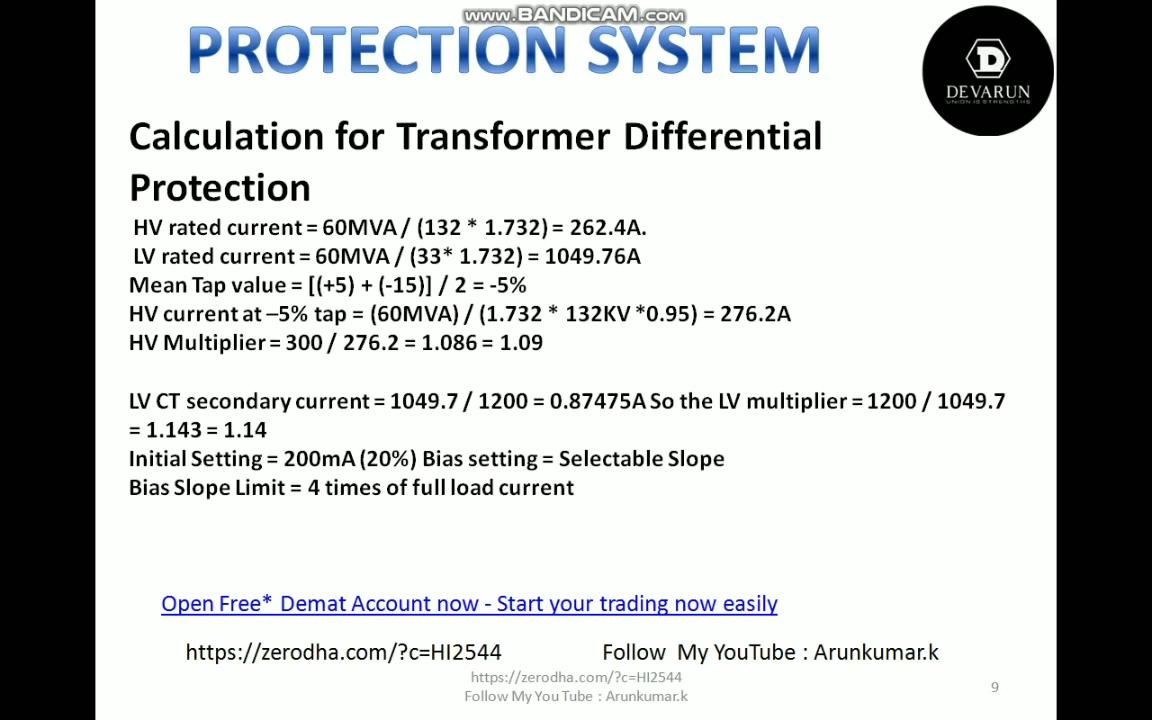 www.BANDICAM.com
PROTECTION SYSTEM
D
DEVARUN
UNION IS STRENGTHS
Calculation for Transformer Differential
Protection
HV rated current = 60MVA / (132 * 1.732) = 262.4A.
LV rated current = 60MVA / (33* 1.732) = 1049.76A
Mean Tap value = [(+5) + (-15)] / 2 = -5%
HV current at –5% tap = (60MVA) / (1.732 * 132KV *0.95) = 276.2A
HV Multiplier = 300 / 276.2 = 1.086 = 1.09
LV CT secondary current = 1049.7 / 1200 = 0.87475A So the LV multiplier = 1200 / 1049.7
= 1.143 = 1.14
Initial Setting = 200mA (20%) Bias setting = Selectable Slope
Bias Slope Limit = 4 times of full load current
Open Free* Demat Account now - Start your trading now easily
https://zerodha.com/?c=HI2544 Follow My YouTube : Arunkumar.k
https://zerodha.com/?c=HI2544
Follow My You Tube : Arunkumar.k
9